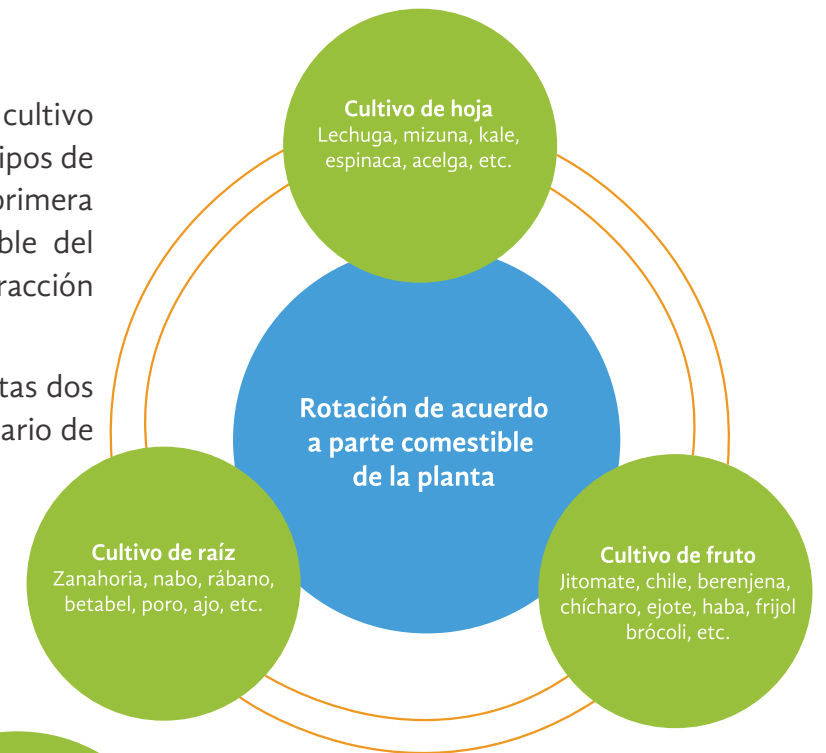 cultivo
ipos de
primera
ble del
racción
tas dos
ario de
Cultivo de hoja
Lechuga, mizuna, kale,
espinaca, acelga, etc.
Rotación de acuerdo
a parte comestible
de la planta
Cultivo de raíz
Zanahoria, nabo, rábano,
betabel, poro, ajo, etc.
Cultivo de fruto
Jitomate, chile, berenjena,
chícharo, ejote, haba, frijol
brócoli, etc.